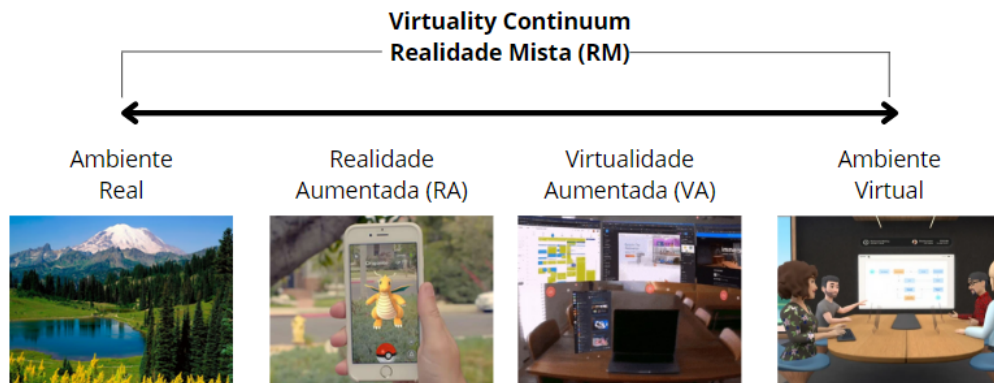 Virtuality Continuum
Realidade Mista (RM)
Ambiente
Real
Realidade
Aumentada (RA)
Virtualidade
Aumentada (VA)
Ambiente
Virtual